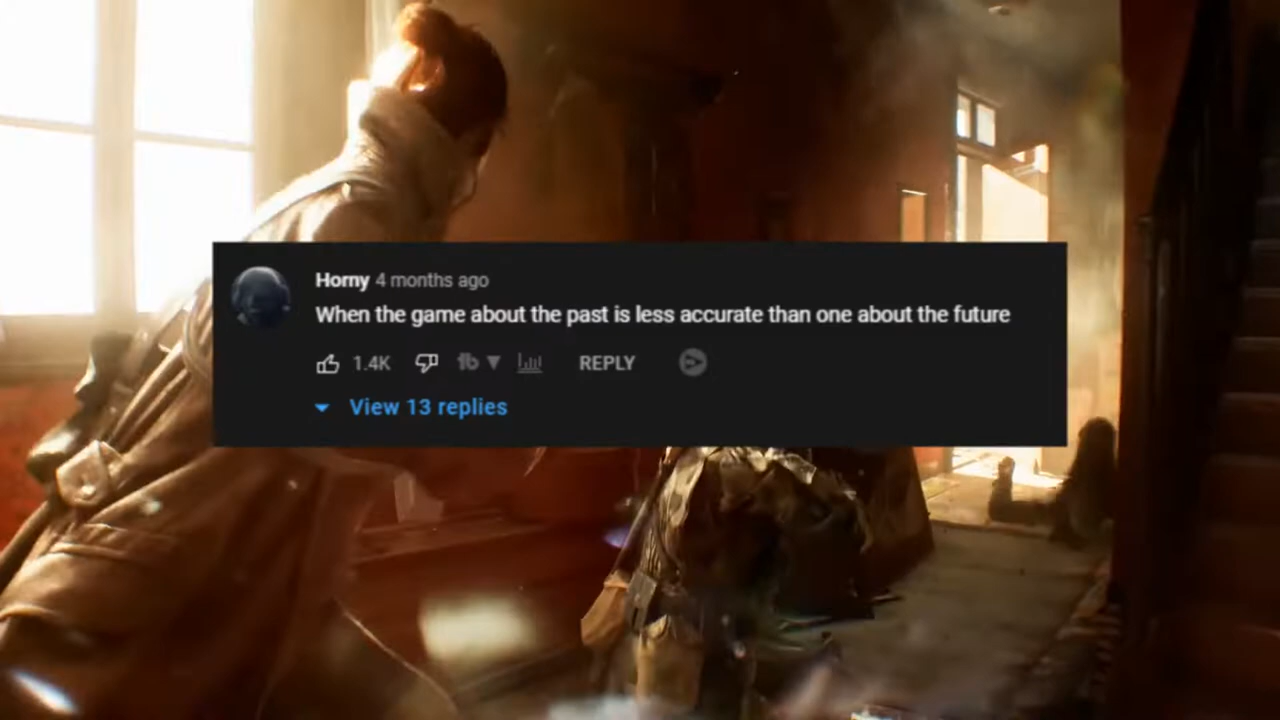 Horny 4 months ago
When the game about the past is less accurate than one about the future
1.4K REPLY
View 13 replies